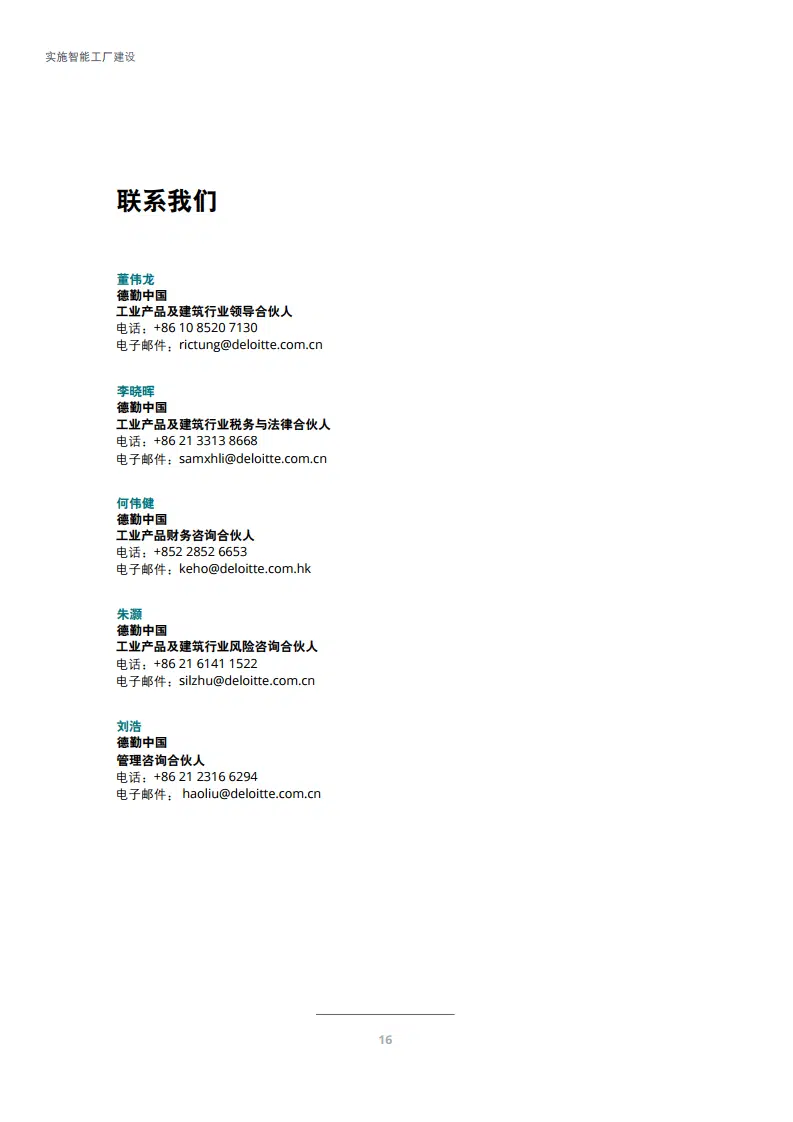 实施智能工厂建设
联系我们
董伟龙
德勤中国
工业产品及建筑行业领导合伙人
电话：+86 10 8520 7130
电子邮件：rictung@deloitte.com.cn
李晓晖
德勤中国
工业产品及建筑行业税务与法律合伙人
电话：+86 21 3313 8668
电子邮件：samxhli@deloitte.com.cn
何伟健
德勤中国
工业产品财务咨询合伙人
电话：+852 2852 6653
电子邮件：keho@deloitte.com.hk
朱灏
德勤中国
工业产品及建筑行业风险咨询合伙人
电话：+86 21 6141 1522
电子邮件：silzhu@deloitte.com.cn
刘浩
德勤中国
管理咨询合伙人
电话：+86 21 2316 6294
电子邮件： haoliu@deloitte.com.cn
16